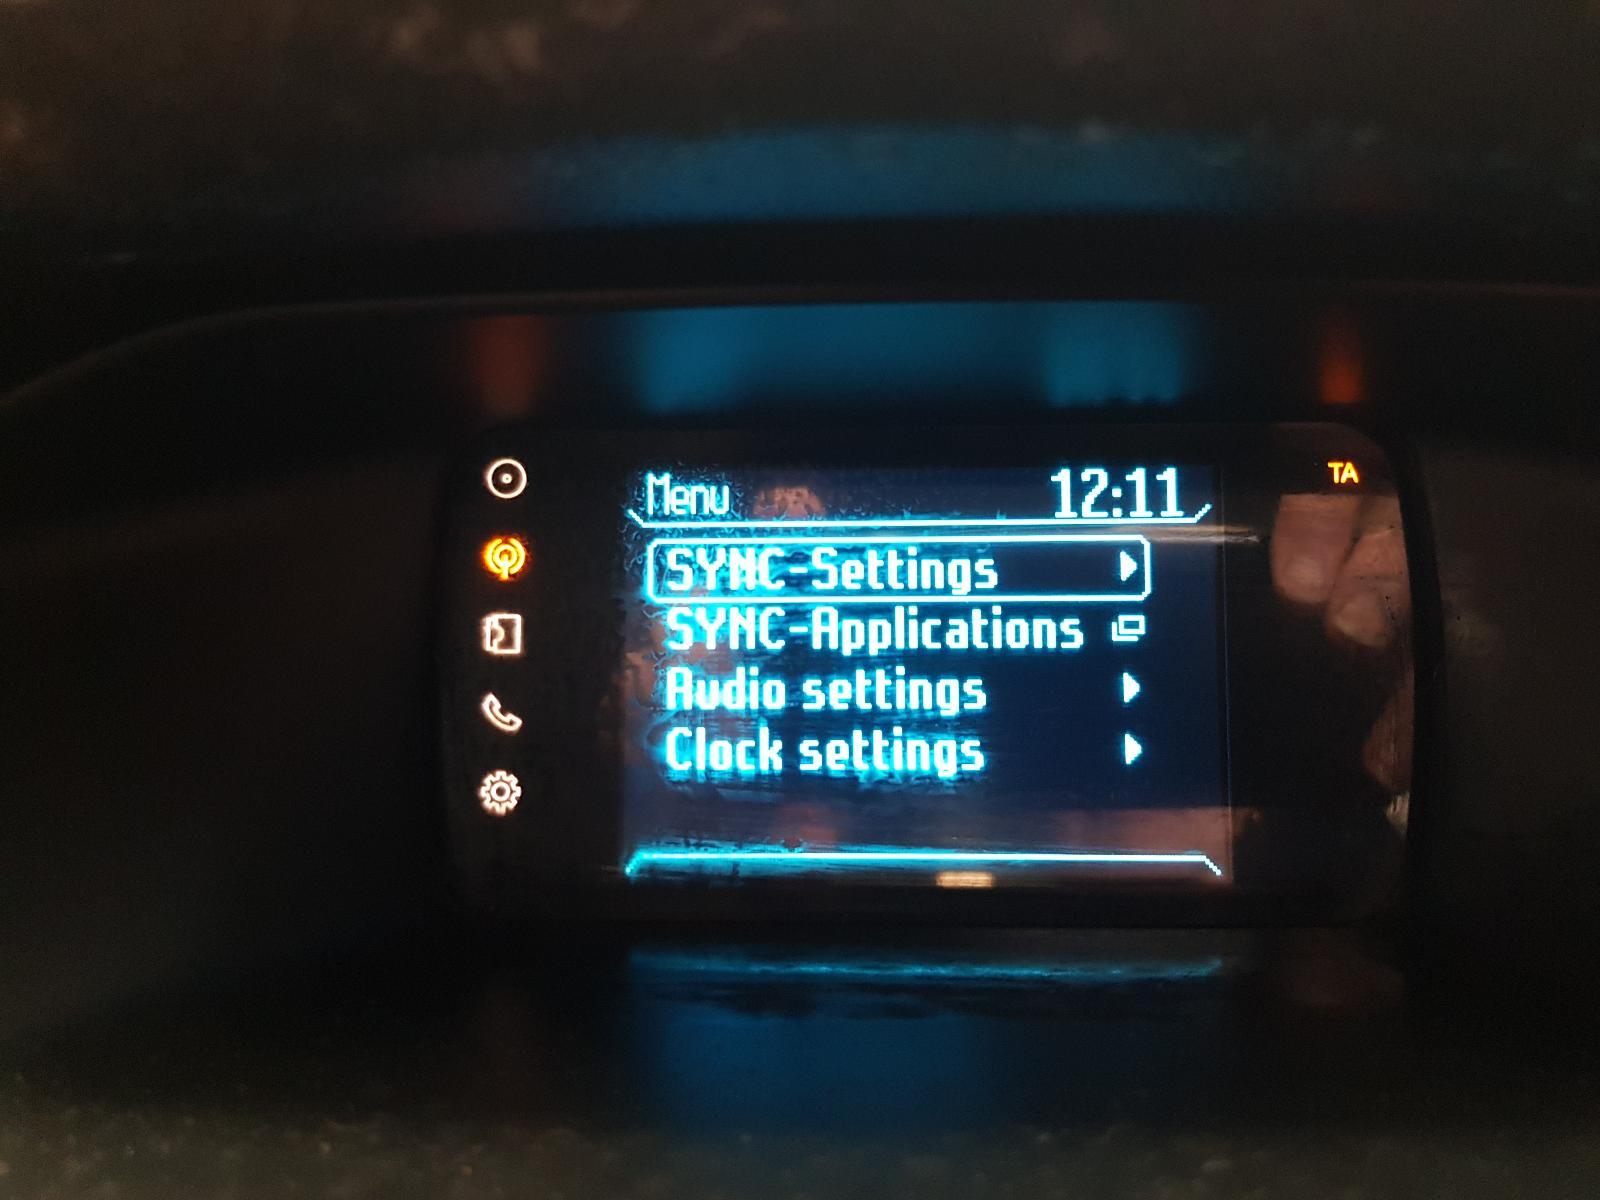 Menu 12:11 TA
SYNC-Settings
SYNC-Applications
Audio settings
Clock settings